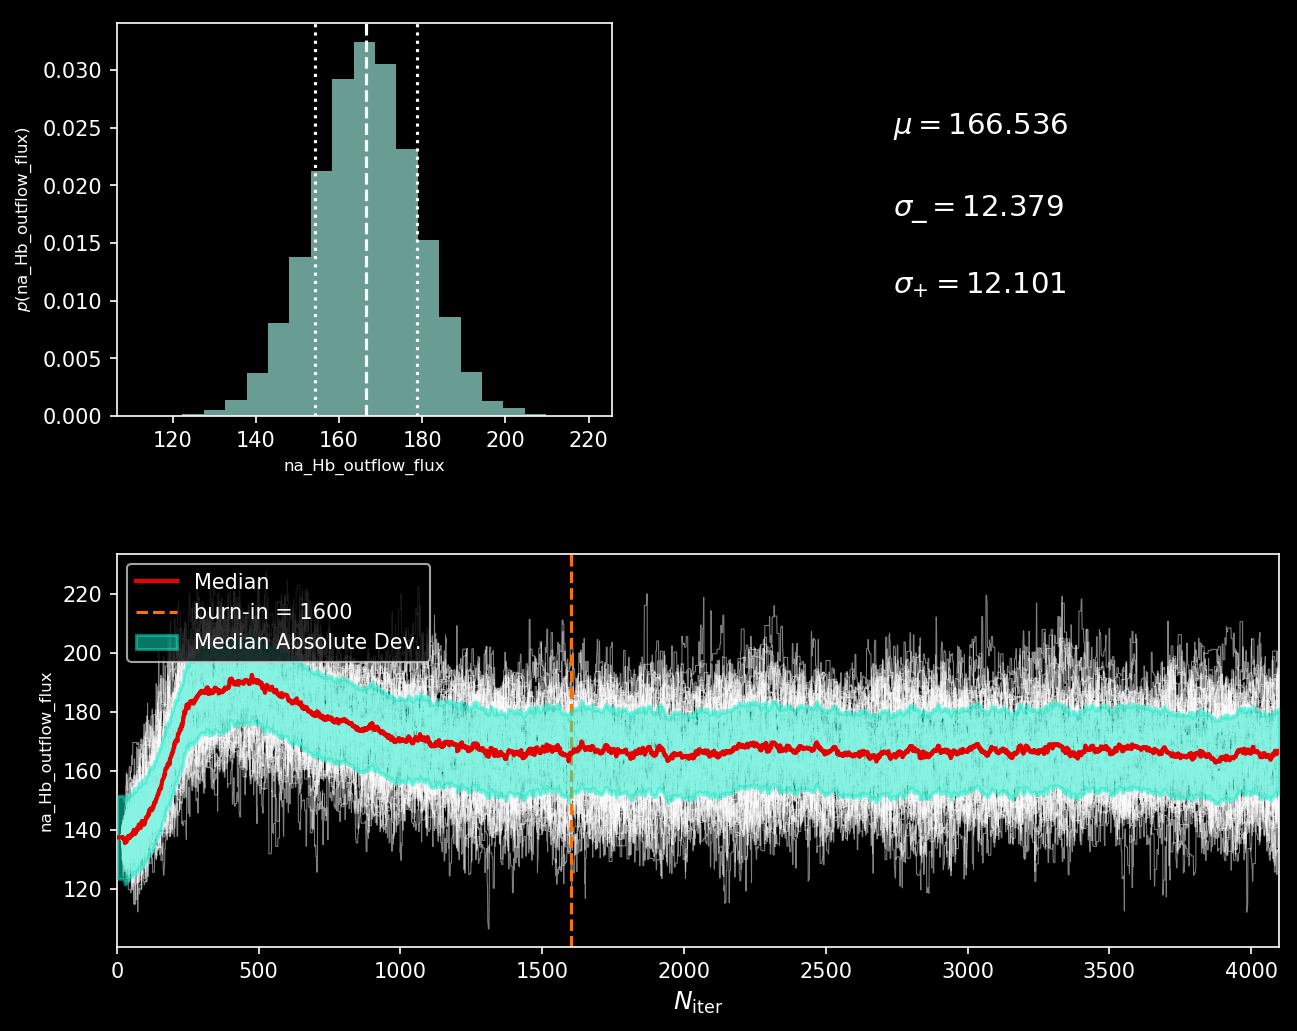 0.030
0.025
0.020
0.015
0.010
0.005
0.000
p(na_Hb_outflow_flux)
120 140 160 180 200 220
na_Hb_outflow_flux
μ = 166.536
σ₋ = 12.379
σ₊ = 12.101
Median
burn-in = 1600
Median Absolute Dev.
220
200
180
160
140
120
na_Hb_outflow_flux
0 500 1000 1500 2000 2500 3000 3500 4000
N_iter